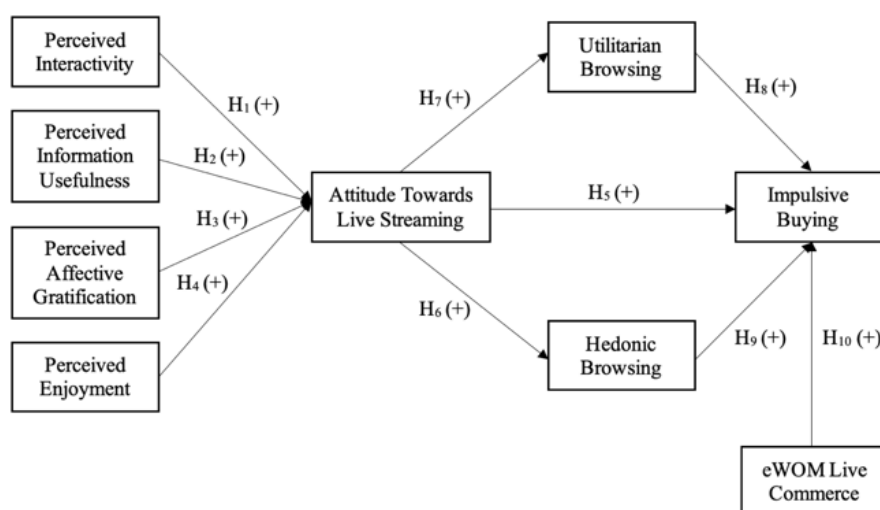 Perceived
Interactivity
H₁ (+)
Perceived
Information
Usefulness
H₂ (+)
Perceived
Affective
Gratification
H₃ (+)
H₄ (+)
Perceived
Enjoyment
Attitude Towards
Live Streaming
H₇ (+)
Utilitarian
Browsing
H₈ (+)
H₅ (+)
Impulsive
Buying
H₆ (+)
Hedonic
Browsing
H₉ (+)
H₁₀ (+)
eWOM Live
Commerce